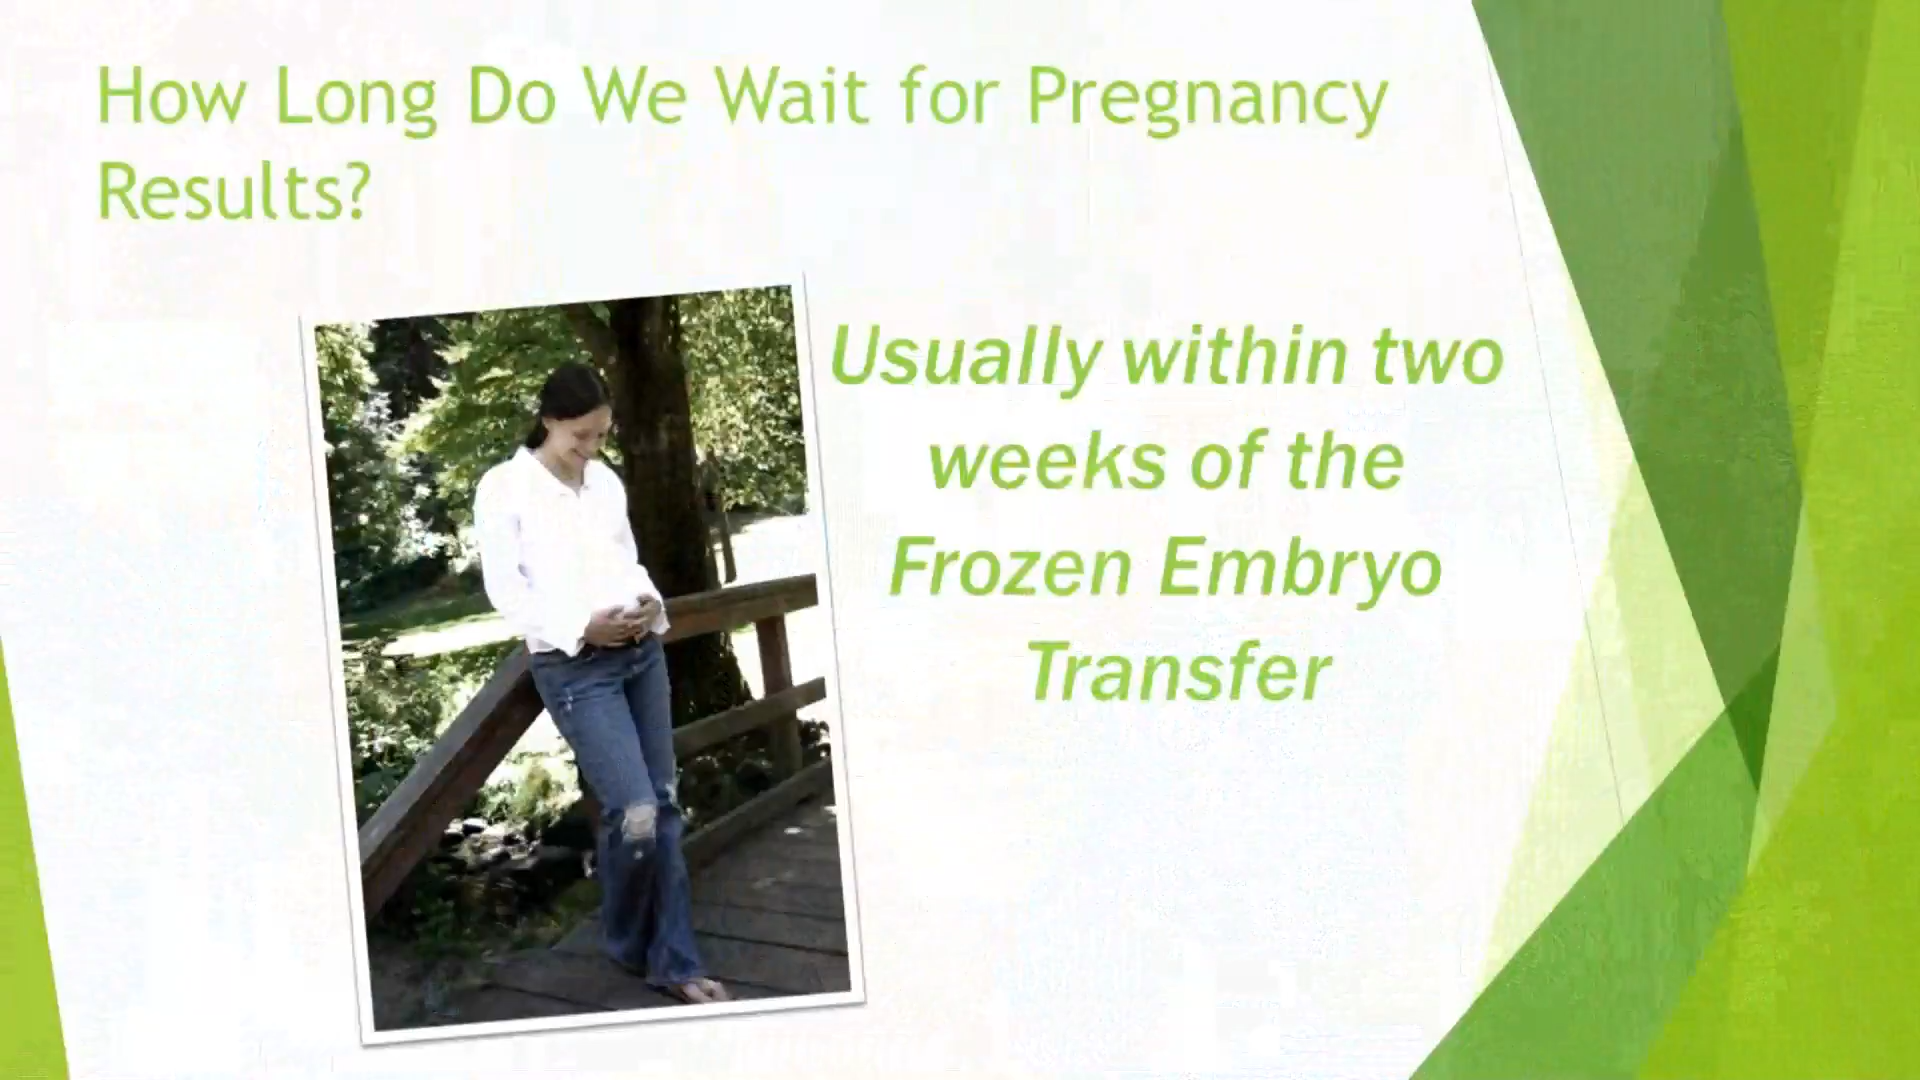 How Long Do We Wait for Pregnancy
Results?
Usually within two
weeks of the
Frozen Embryo
Transfer